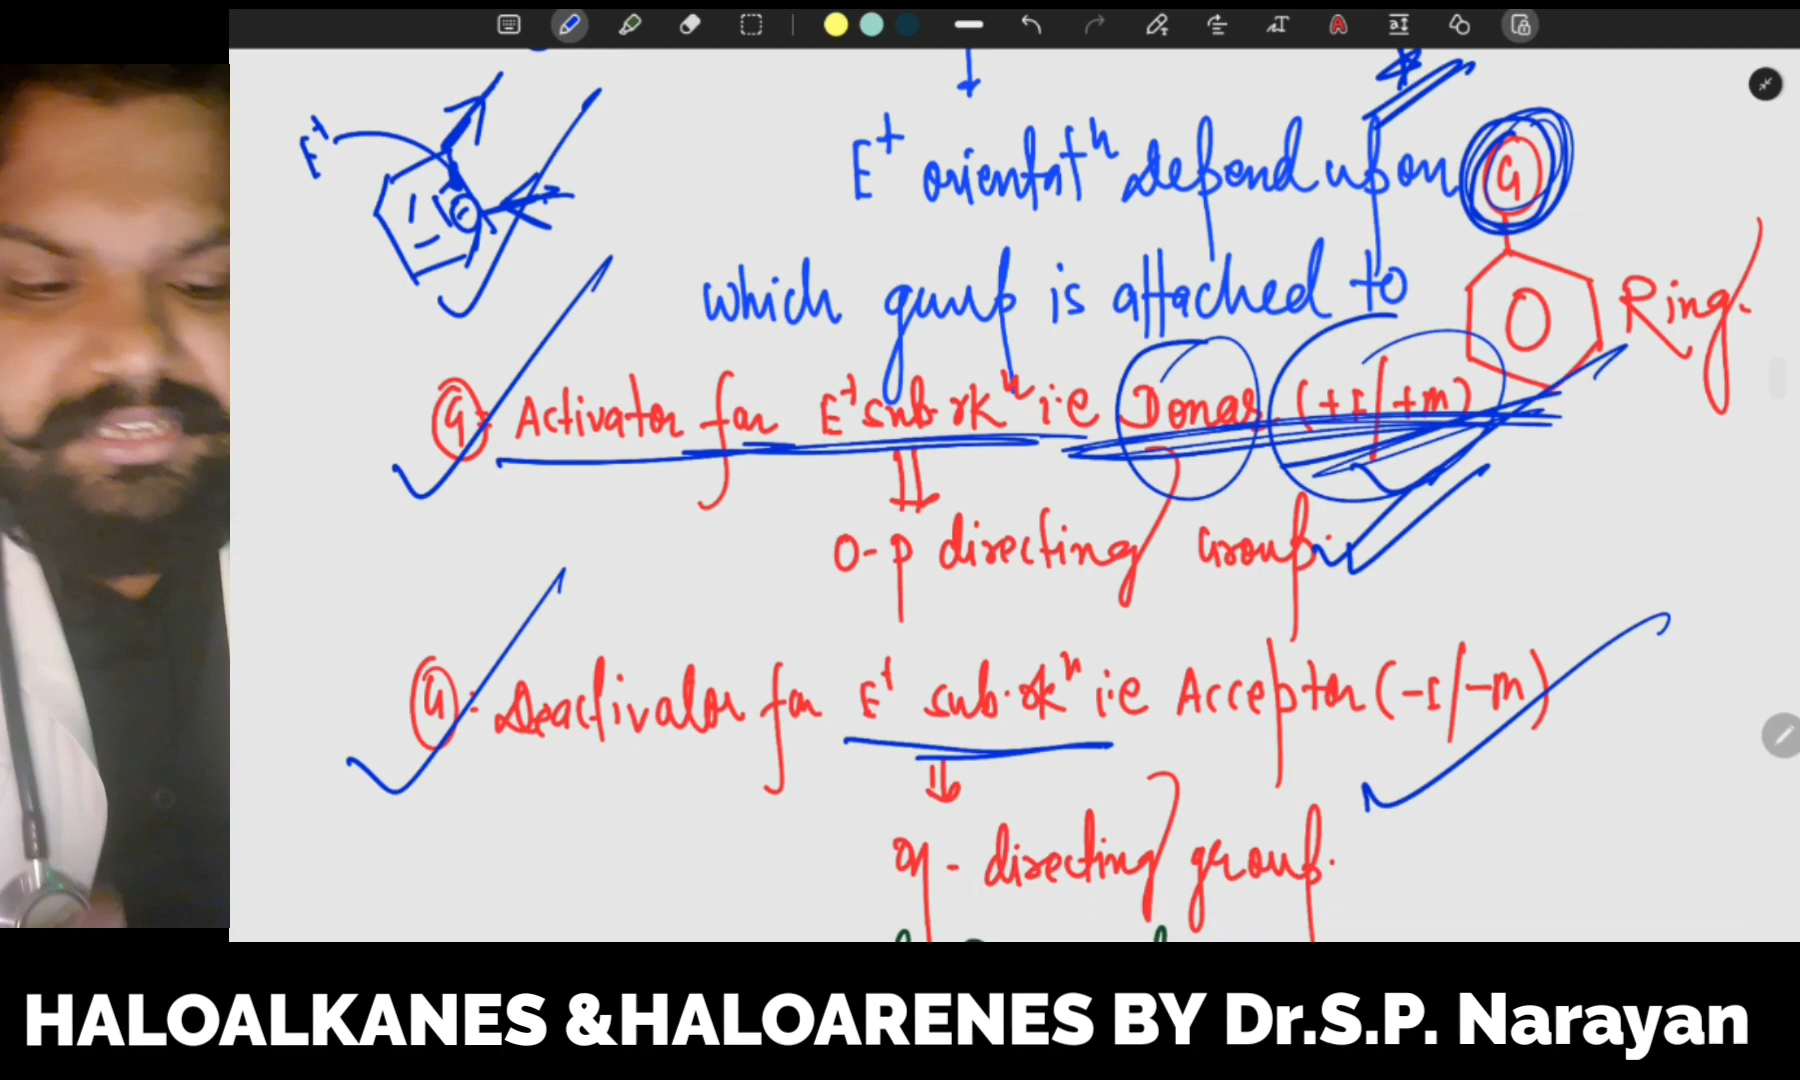 E⁺ orientatⁿ depend upon G
which group is attached to Ring.
G: Activator for E⁺ sub. rkⁿ i.e Donar (+I/+m)
O-p directing Group.
G: Deactivator for E⁺ sub. rkⁿ i.e Acceptor (-I/-m)
m - directing group.
E⁺
HALOALKANES &HALOARENES BY Dr.S.P. Narayan